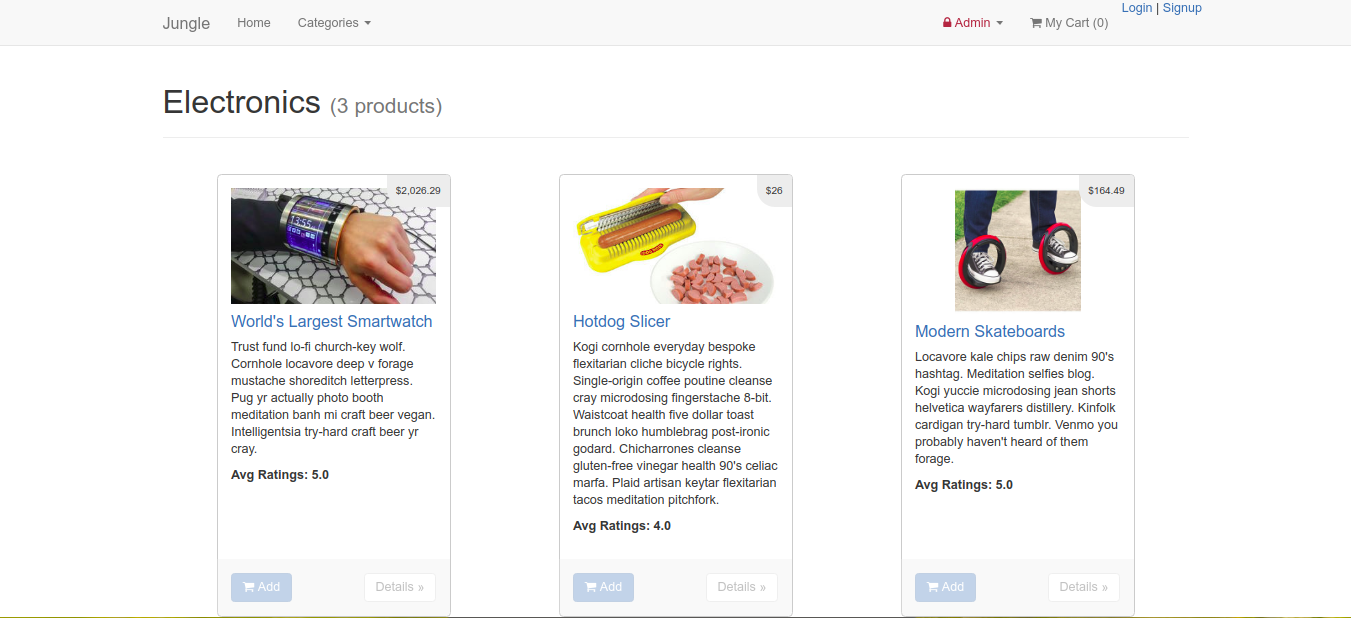 Jungle Home Categories Admin My Cart (0) Login | Signup
Electronics (3 products)
$2,026.29
13:55
World's Largest Smartwatch
Trust fund lo-fi church-key wolf.
Cornhole locavore deep v forage
mustache shoreditch letterpress.
Pug yr actually photo booth
meditation banh mi craft beer vegan.
Intelligentsia try-hard craft beer yr
cray.
Avg Ratings: 5.0
Add Details »
$26
Hotdog Slicer
Kogi cornhole everyday bespoke
flexitarian cliche bicycle rights.
Single-origin coffee poutine cleanse
cray microdosing fingerstache 8-bit.
Waistcoat health five dollar toast
brunch loko humblebrag post-ironic
godard. Chicharrones cleanse
gluten-free vinegar health 90's celiac
marfa. Plaid artisan keytar flexitarian
tacos meditation pitchfork.
Avg Ratings: 4.0
Add Details »
$164.49
Modern Skateboards
Locavore kale chips raw denim 90's
hashtag. Meditation selfies blog.
Kogi yuccie microdosing jean shorts
helvetica wayfarers distillery. Kinfolk
cardigan try-hard tumblr. Venmo you
probably haven't heard of them
forage.
Avg Ratings: 5.0
Add Details »